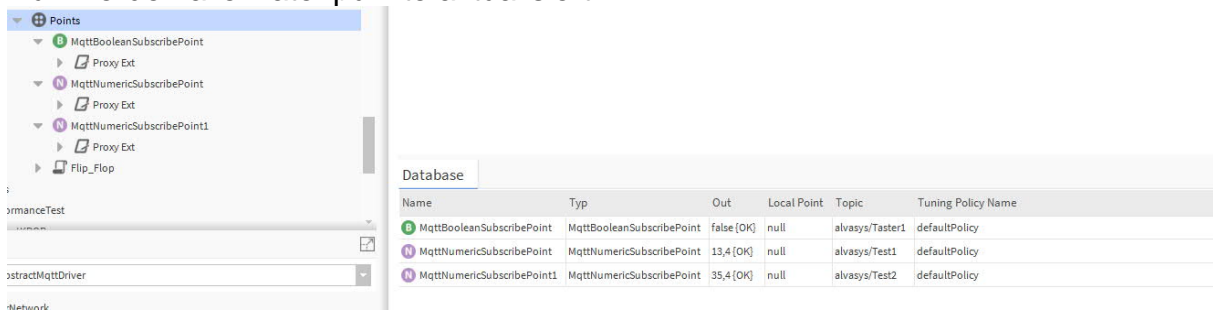 Points
MqttBooleanSubscribePoint
Proxy Ext
MqttNumericSubscribePoint
Proxy Ext
MqttNumericSubscribePoint1
Proxy Ext
Flip_Flop
s
ormanceTest
ostractMqttDriver
Network
Database
Name Typ Out Local Point Topic Tuning Policy Name
B MqttBooleanSubscribePoint MqttBooleanSubscribePoint false {OK} null alvasys/Taster1 defaultPolicy
N MqttNumericSubscribePoint MqttNumericSubscribePoint 13,4 {OK} null alvasys/Test1 defaultPolicy
N MqttNumericSubscribePoint1 MqttNumericSubscribePoint 35,4 {OK} null alvasys/Test2 defaultPolicy